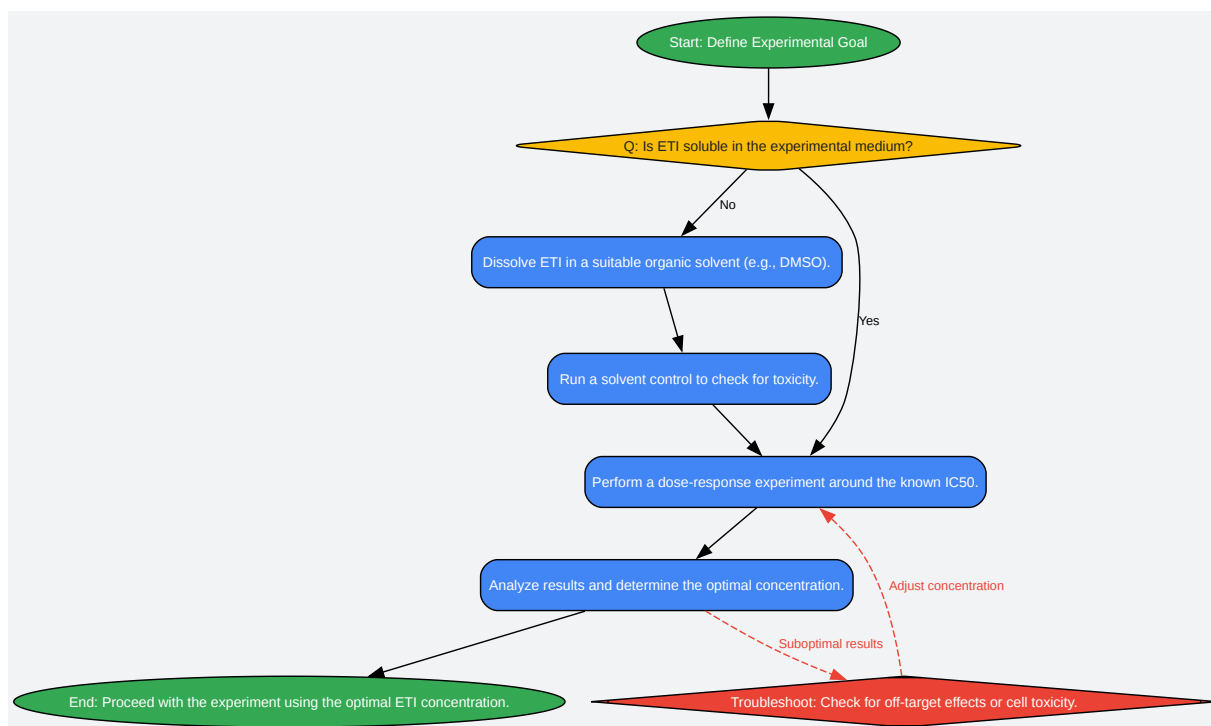 Start: Define Experimental Goal
Q: Is ETI soluble in the experimental medium?
No
Dissolve ETI in a suitable organic solvent (e.g., DMSO).
Yes
Run a solvent control to check for toxicity.
Perform a dose-response experiment around the known IC50.
Analyze results and determine the optimal concentration.
Adjust concentration
Suboptimal results
End: Proceed with the experiment using the optimal ETI concentration.
Troubleshoot: Check for off-target effects or cell toxicity.